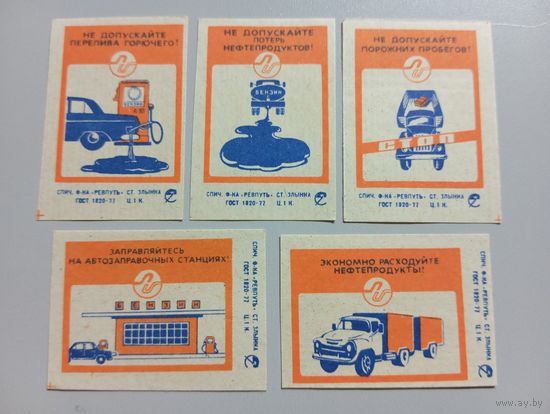 НЕ ДОПУСКАЙТЕ
ПЕРЕЛИВА ГОРЮЧЕГО!
БЕНЗИН
СПИЧ. Ф-КА «РЕВПУТЬ» СТ. ЗЛЫНКА
ГОСТ 1820-77 Ц. 1 К.
НЕ ДОПУСКАЙТЕ
ПОТЕРЬ
НЕФТЕПРОДУКТОВ!
БЕНЗИН
СПИЧ. Ф-КА «РЕВПУТЬ» СТ. ЗЛЫНКА
ГОСТ 1820-77 Ц. 1 К.
НЕ ДОПУСКАЙТЕ
ПОРОЖНИХ ПРОБЕГОВ!
СТОП
СПИЧ. Ф-КА «РЕВПУТЬ» СТ. ЗЛЫНКА
ГОСТ 1820-77 Ц. 1 К.
ЗАПРАВЛЯЙТЕСЬ
НА АВТОЗАПРАВОЧНЫХ СТАНЦИЯХ!
БЕНЗИН
СПИЧ. Ф-КА «РЕВПУТЬ» СТ. ЗЛЫНКА
ГОСТ 1820-77 Ц. 1 К.
ЭКОНОМНО РАСХОДУЙТЕ
НЕФТЕПРОДУКТЫ!
СПИЧ. Ф-КА «РЕВПУТЬ» СТ. ЗЛЫНКА
ГОСТ 1820-77 Ц. 1 К.
www.ay.by